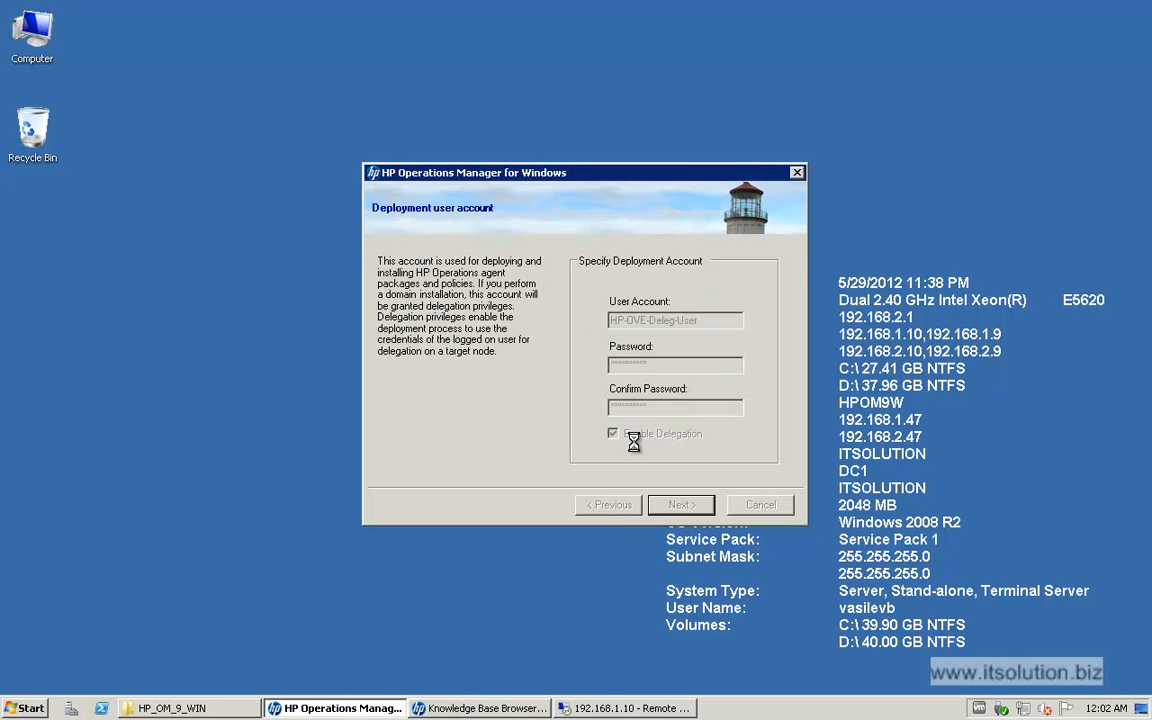 Computer
Recycle Bin
HP Operations Manager for Windows
Deployment user account
This account is used for deploying and
installing HP Operations agent
packages and policies. If you perform
a domain installation, this account will
be granted delegation privileges.
Delegation privileges enable the
deployment process to use the
credentials of the logged on user for
delegation on a target node.
Specify Deployment Account
User Account:
HP-OVE-Deleg-User
Password:
**********
Confirm Password:
**********
Delegation
< Previous
Next >
Cancel
5/29/2012 11:38 PM
Dual 2.40 GHz Intel Xeon(R) E5620
192.168.2.1
192.168.1.10,192.168.1.9
192.168.2.10,192.168.2.9
C:\ 27.41 GB NTFS
D:\ 37.96 GB NTFS
HPOM9W
192.168.1.47
192.168.2.47
ITSOLUTION
DC1
ITSOLUTION
2048 MB
Windows 2008 R2
Service Pack: Service Pack 1
Subnet Mask: 255.255.255.0
255.255.255.0
System Type: Server, Stand-alone, Terminal Server
User Name: vasilevb
Volumes: C:\ 39.90 GB NTFS
D:\ 40.00 GB NTFS
www.itsolution.biz
Start
HP_OM_9_WIN
HP Operations Manag...
Knowledge Base Browser...
192.168.1.10 - Remote ...
12:02 AM